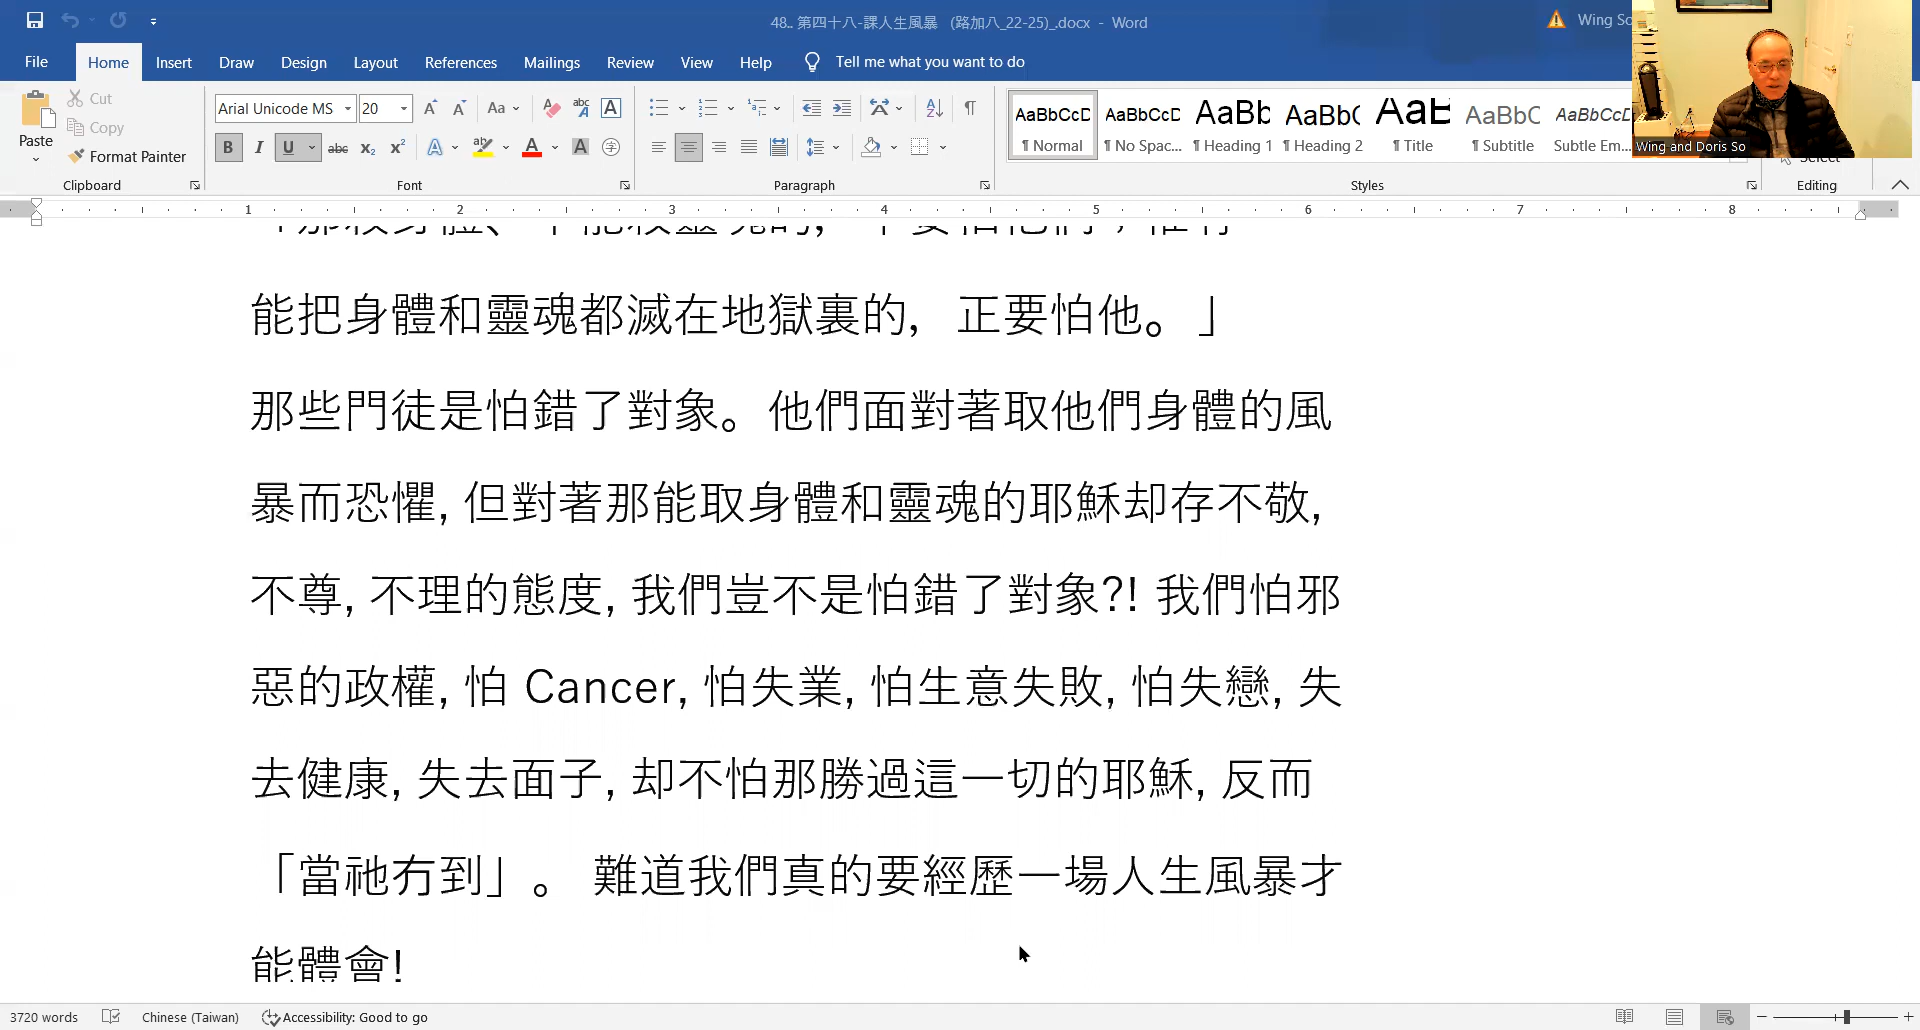 48.. 第四十八-課人生風暴 (路加八_22-25)_.docx - Word
Wing So
File Home Insert Draw Design Layout References Mailings Review View Help Tell me what you want to do
Paste
Cut
Copy
Format Painter
Clipboard
Arial Unicode MS 20
Font
Paragraph
AaBbCcD AaBbCcD AaBb AaBb( AaB AaBbC AaBbCcD
¶ Normal ¶ No Spac... ¶ Heading 1 ¶ Heading 2 ¶ Title ¶ Subtitle Subtle Em...
Styles
Select
Editing
Wing and Doris So
1 2 3 4 5 6 7 8
能把身體和靈魂都滅在地獄裏的, 正要怕他。」
那些門徒是怕錯了對象。他們面對著取他們身體的風
暴而恐懼, 但對著那能取身體和靈魂的耶穌却存不敬,
不尊, 不理的態度, 我們豈不是怕錯了對象?! 我們怕邪
惡的政權, 怕 Cancer, 怕失業, 怕生意失敗, 怕失戀, 失
去健康, 失去面子, 却不怕那勝過這一切的耶穌, 反而
「當祂冇到」。 難道我們真的要經歷一場人生風暴才
能體會!
3720 words Chinese (Taiwan) Accessibility: Good to go